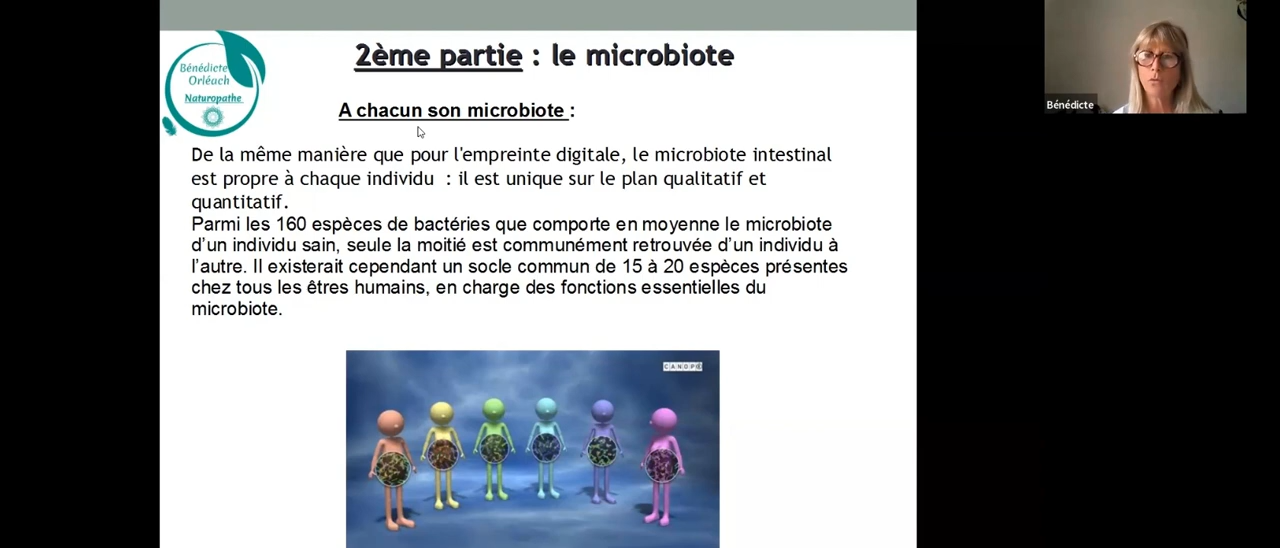 Bénédicte
Orléach
Naturopathe
2ème partie : le microbiote
A chacun son microbiote :
De la même manière que pour l'empreinte digitale, le microbiote intestinal
est propre à chaque individu : il est unique sur le plan qualitatif et
quantitatif.
Parmi les 160 espèces de bactéries que comporte en moyenne le microbiote
d'un individu sain, seule la moitié est communément retrouvée d'un individu à
l'autre. Il existerait cependant un socle commun de 15 à 20 espèces présentes
chez tous les êtres humains, en charge des fonctions essentielles du
microbiote.
CANOPÉ
Bénédicte